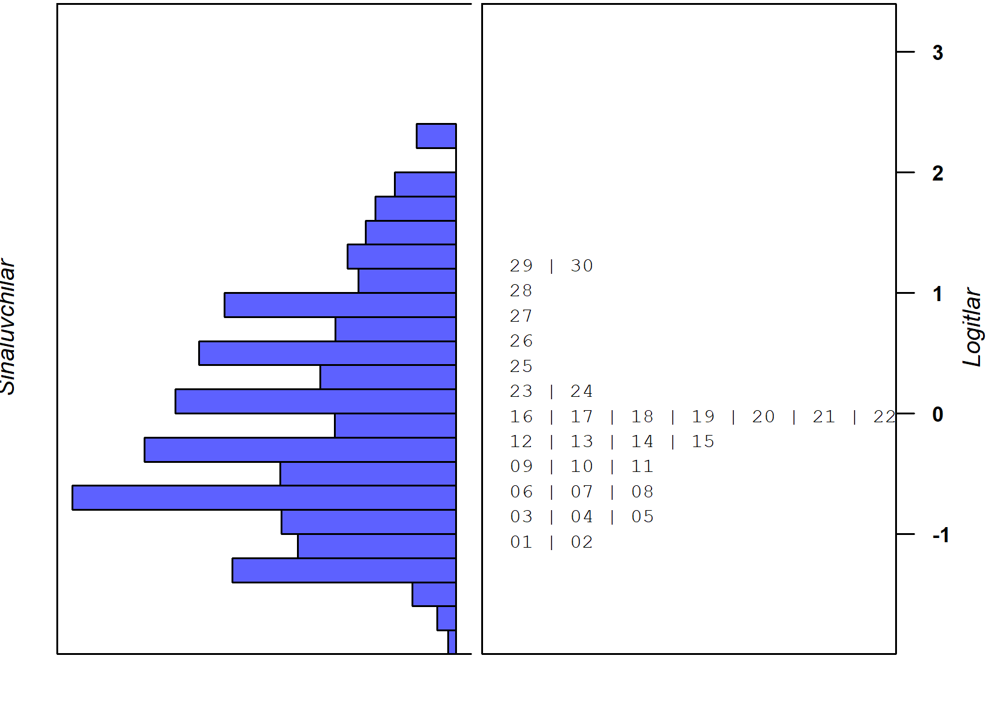 Sinaluvchilar
29 | 30
28
27
26
25
23 | 24
16 | 17 | 18 | 19 | 20 | 21 | 22
12 | 13 | 14 | 15
09 | 10 | 11
06 | 07 | 08
03 | 04 | 05
01 | 02
3
2
1
0
-1
Logitlar